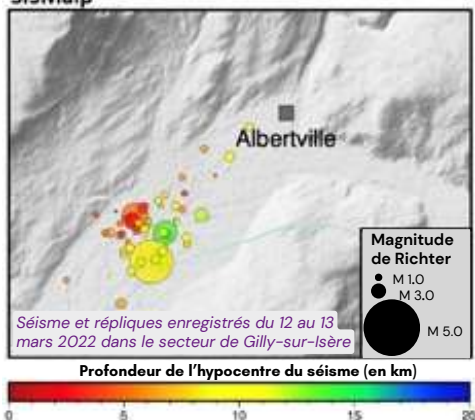 SisMalp
Albertville
Magnitude
de Richter
M 1.0
M 3.0
M 5.0
Séisme et répliques enregistrés du 12 au 13
mars 2022 dans le secteur de Gilly-sur-Isère
Profondeur de l'hypocentre du séisme (en km)
0 5 10 15 20